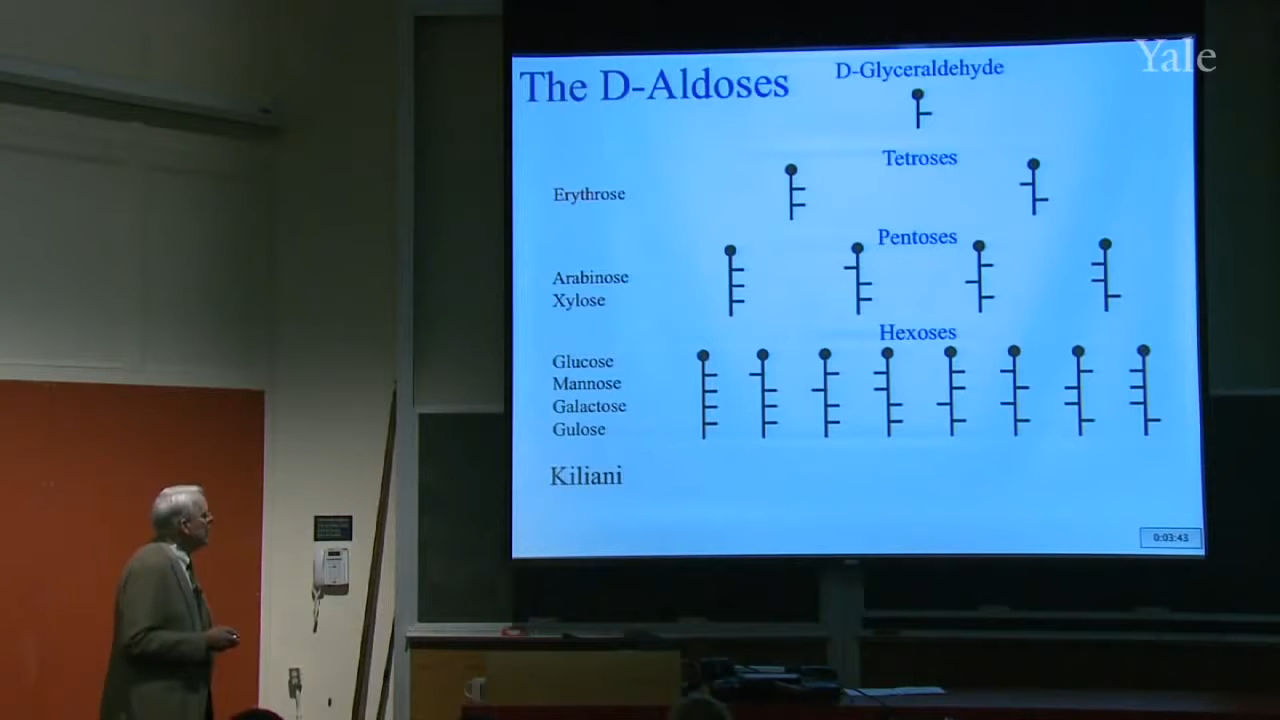 Yale
The D-Aldoses
D-Glyceraldehyde
Tetroses
Erythrose
Pentoses
Arabinose
Xylose
Hexoses
Glucose
Mannose
Galactose
Gulose
Kiliani
0:03:43